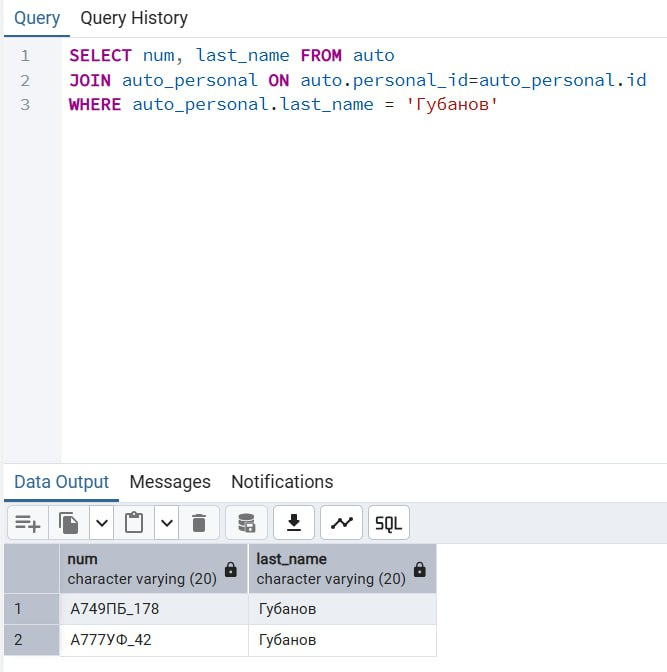 Query Query History
1 SELECT num, last_name FROM auto
2 JOIN auto_personal ON auto.personal_id=auto_personal.id
3 WHERE auto_personal.last_name = 'Губанов'
Data Output Messages Notifications
SQL
num last_name
character varying (20) character varying (20)
1 А749ПБ_178 Губанов
2 А777УФ_42 Губанов